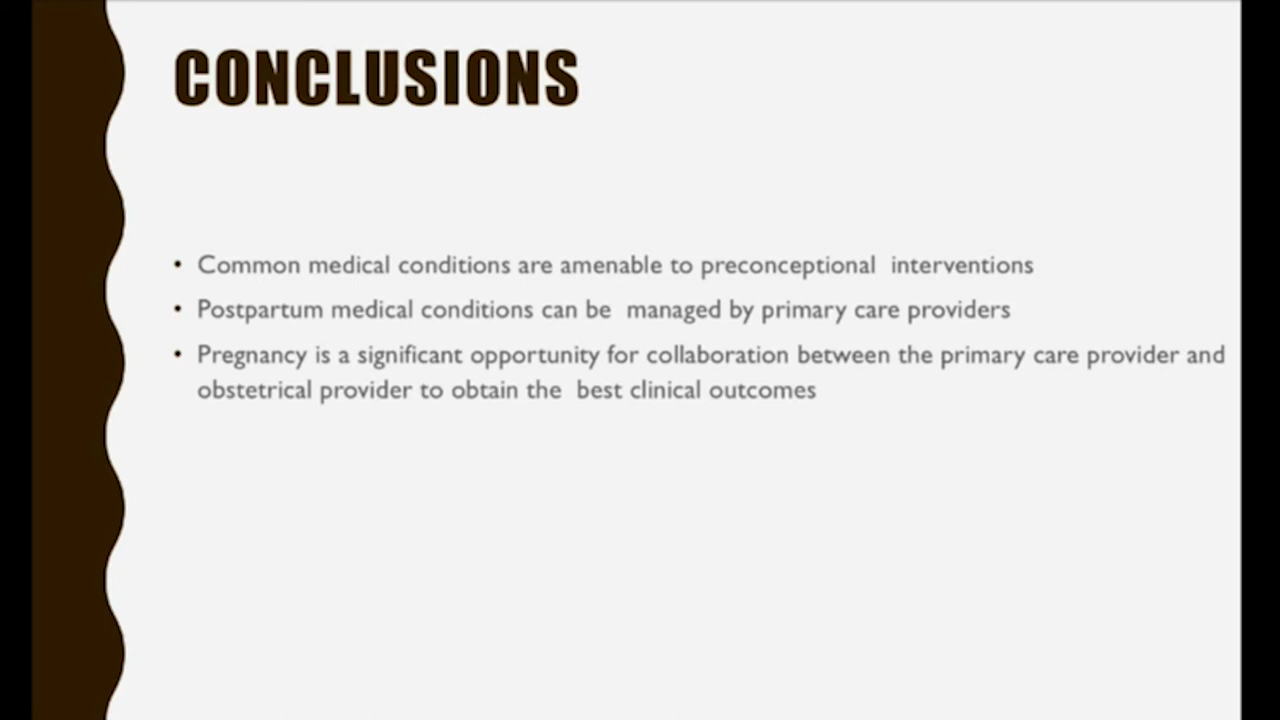 CONCLUSIONS
• Common medical conditions are amenable to preconceptional interventions
• Postpartum medical conditions can be managed by primary care providers
• Pregnancy is a significant opportunity for collaboration between the primary care provider and
obstetrical provider to obtain the best clinical outcomes